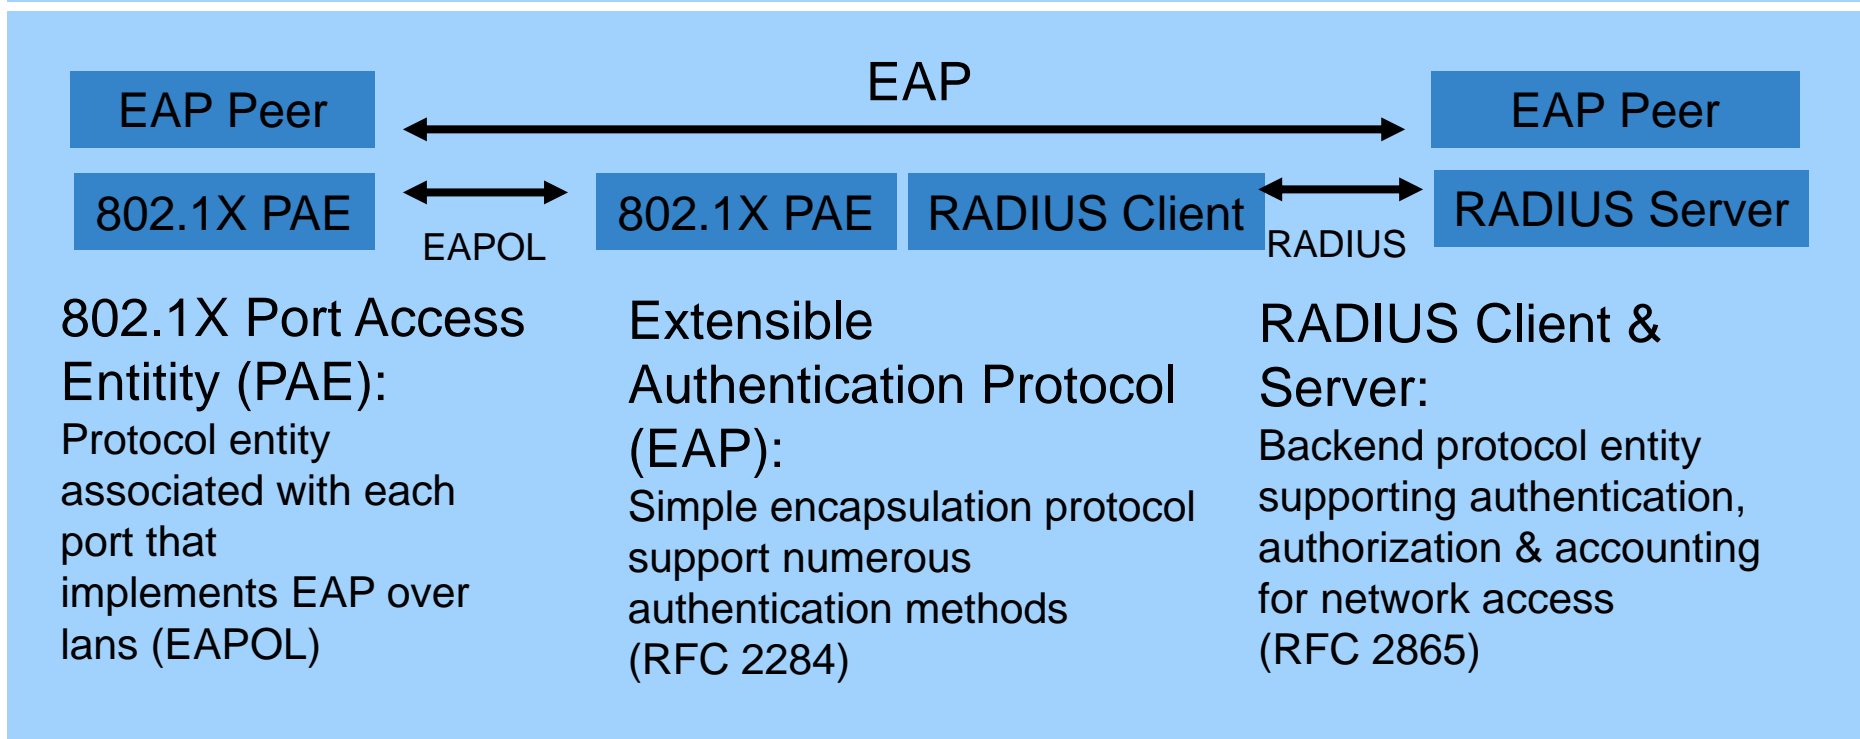 EAP
EAP Peer
EAP Peer
802.1X PAE
802.1X PAE
RADIUS Client
RADIUS Server
EAPOL
RADIUS
802.1X Port Access
Entitity (PAE):
Protocol entity
associated with each
port that
implements EAP over
lans (EAPOL)
Extensible
Authentication Protocol
(EAP):
Simple encapsulation protocol
support numerous
authentication methods
(RFC 2284)
RADIUS Client &
Server:
Backend protocol entity
supporting authentication,
authorization & accounting
for network access
(RFC 2865)